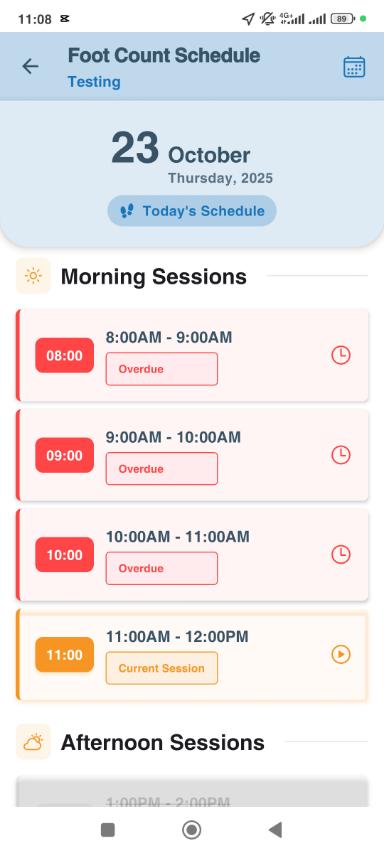 11:08
4G+
89
Foot Count Schedule
Testing
23 October
Thursday, 2025
Today's Schedule
Morning Sessions
08:00
8:00AM - 9:00AM
Overdue
09:00
9:00AM - 10:00AM
Overdue
10:00
10:00AM - 11:00AM
Overdue
11:00
11:00AM - 12:00PM
Current Session
Afternoon Sessions
1:00PM - 2:00PM